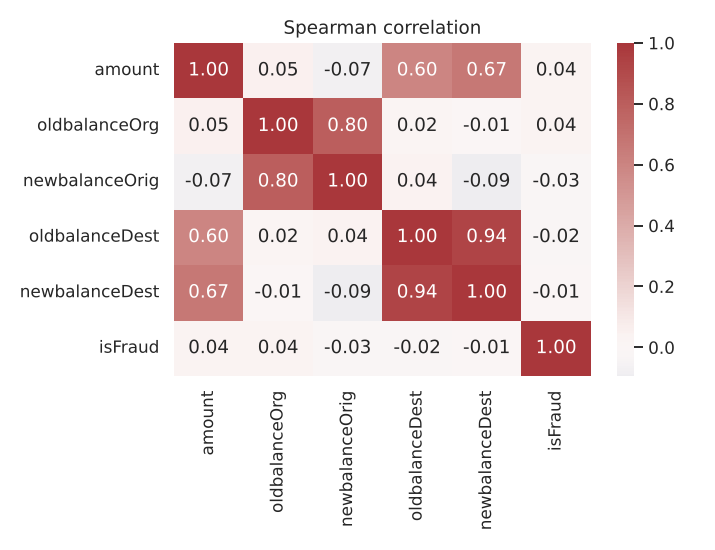 Spearman correlation
amount 1.00 0.05 -0.07 0.60 0.67 0.04
oldbalanceOrg 0.05 1.00 0.80 0.02 -0.01 0.04
newbalanceOrig -0.07 0.80 1.00 0.04 -0.09 -0.03
oldbalanceDest 0.60 0.02 0.04 1.00 0.94 -0.02
newbalanceDest 0.67 -0.01 -0.09 0.94 1.00 -0.01
isFraud 0.04 0.04 -0.03 -0.02 -0.01 1.00
amount
oldbalanceOrg
newbalanceOrig
oldbalanceDest
newbalanceDest
isFraud
1.0
0.8
0.6
0.4
0.2
0.0